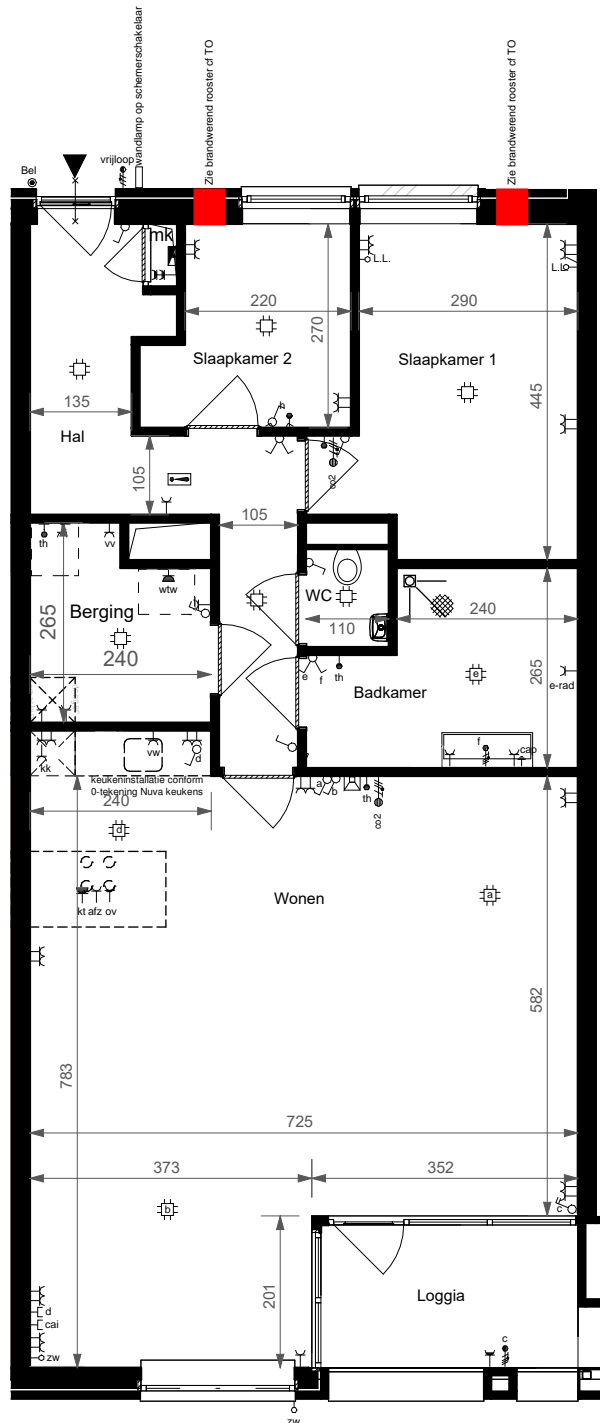 wandlamp op schemerschakelaar
Zie brandwerend rooster cf TO
Zie brandwerend rooster cf TO
Bel
vrijloop
mk
L.L.
L.L.
220
290
270
Slaapkamer 2
Slaapkamer 1
445
135
Hal
105
co2
105
th
vv
wtw
WC
110
240
265
Berging
240
265
e
f
th
Badkamer
e
e-rad
f
cap
kk
vw
d
keukeninstallatie conform
0-tekening Nuva keukens
240
d
a
b
th
co2
kt afz ov
Wonen
a
582
783
725
373
352
b
c
201
Loggia
d
cai
zw
c
zw